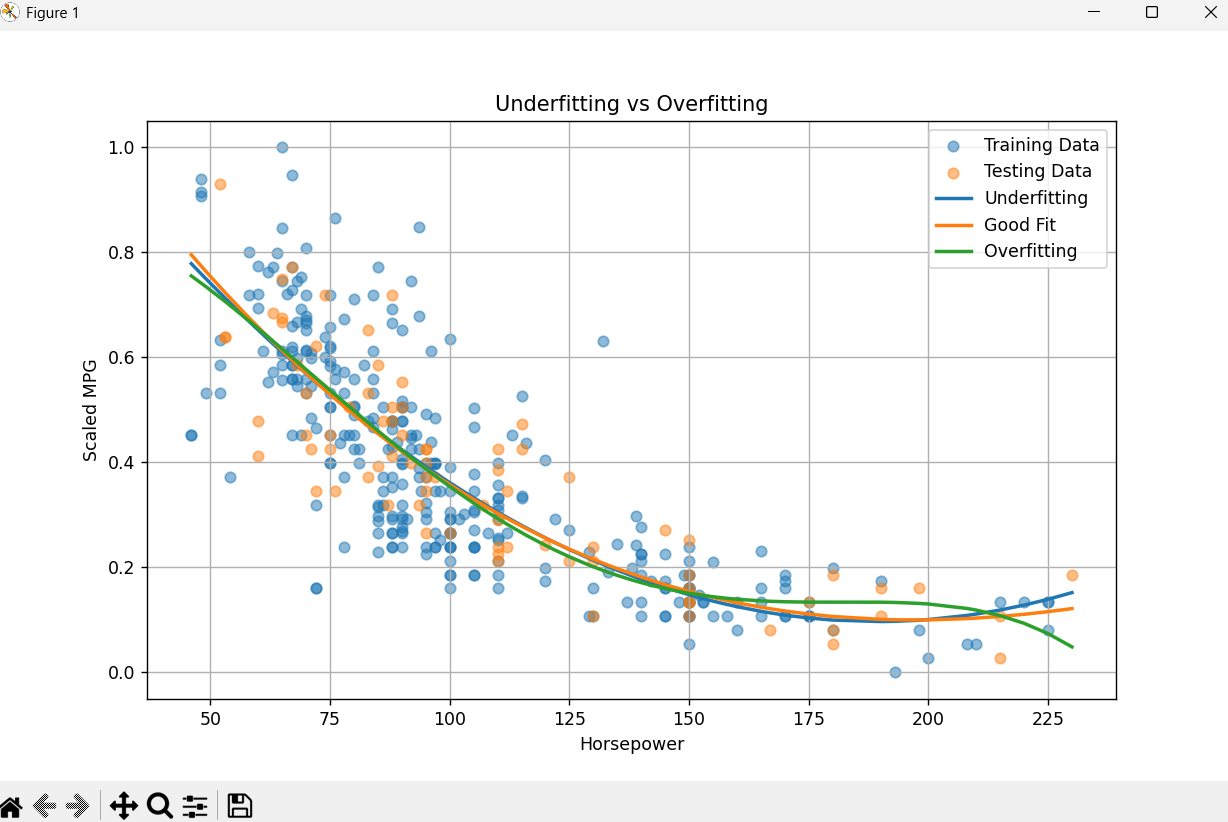 Figure 1
Underfitting vs Overfitting
1.0
0.8
0.6
0.4
0.2
0.0
Scaled MPG
Training Data
Testing Data
Underfitting
Good Fit
Overfitting
50 75 100 125 150 175 200 225
Horsepower